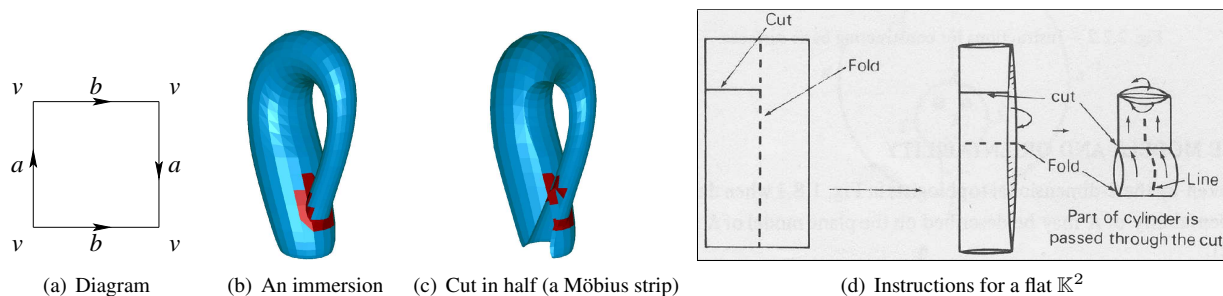 v b v
a a
v b v
(a) Diagram
(b) An immersion
(c) Cut in half (a Möbius strip)
Cut
Fold
cut
Fold
Line
Part of cylinder is
passed through the cut
(d) Instructions for a flat 𝕂²